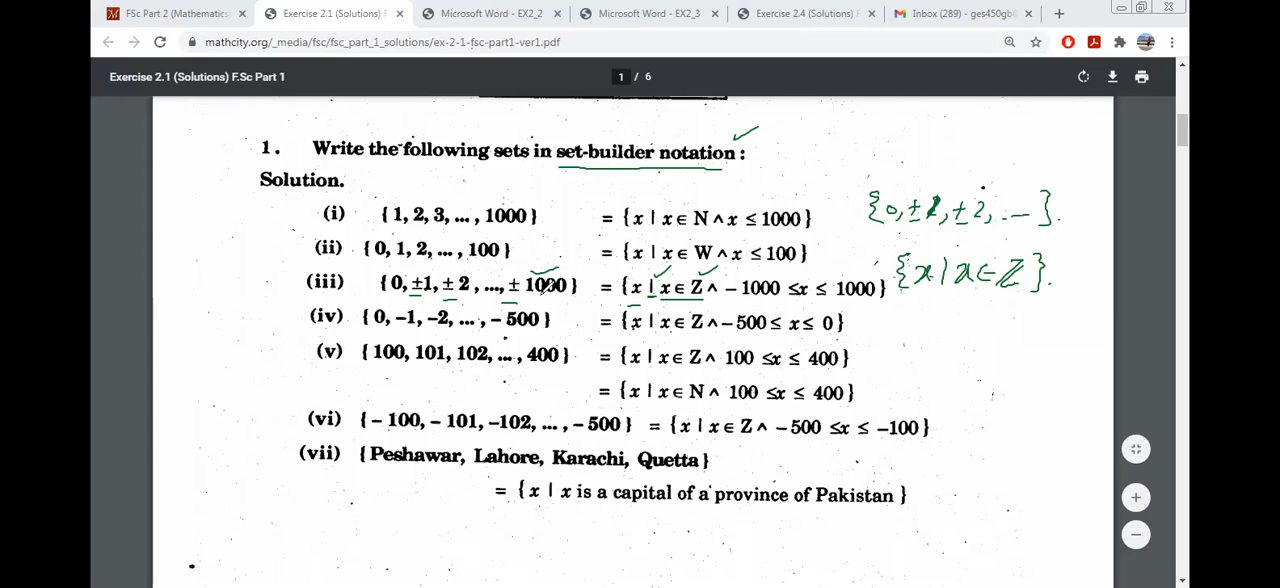 FSc Part 2 (Mathematics)
Exercise 2.1 (Solutions) F
Microsoft Word - EX2_2
Microsoft Word - EX2_3
Exercise 2.4 (Solutions) F
Inbox (289) - ges450gb
mathcity.org/_media/fsc/fsc_part_1_solutions/ex-2-1-fsc-part1-ver1.pdf
Exercise 2.1 (Solutions) F.Sc Part 1
1 / 6
1. Write the following sets in set-builder notation :
Solution.
(i) { 1, 2, 3, ... , 1000 } = { x | x ∈ N ∧ x ≤ 1000 }
{0, ±1, ±2, ...}.
(ii) { 0, 1, 2, ... , 100 } = { x | x ∈ W ∧ x ≤ 100 }
(iii) { 0, ±1, ± 2 , ..., ± 1000 } = { x | x ∈ Z ∧ − 1000 ≤x ≤ 1000 }
{x | x ∈ Z}.
(iv) { 0, −1, −2, ... , − 500 } = { x | x ∈ Z ∧ − 500 ≤ x ≤ 0 }
(v) { 100, 101, 102, ... , 400 } = { x | x ∈ Z ∧ 100 ≤x ≤ 400 }
= { x | x ∈ N ∧ 100 ≤x ≤ 400 }
(vi) { − 100, − 101, −102, ... , − 500 } = { x | x ∈ Z ∧ − 500 ≤x ≤ −100 }
(vii) { Peshawar, Lahore, Karachi, Quetta }
= { x | x is a capital of a province of Pakistan }